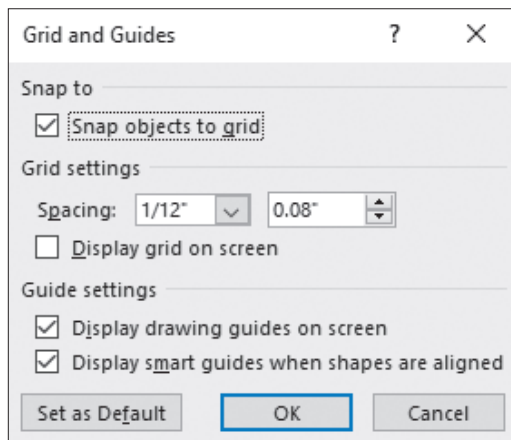 Grid and Guides ?
Snap to
Snap objects to grid
Grid settings
Spacing: 1/12" 0.08"
Display grid on screen
Guide settings
Display drawing guides on screen
Display smart guides when shapes are aligned
Set as Default OK Cancel